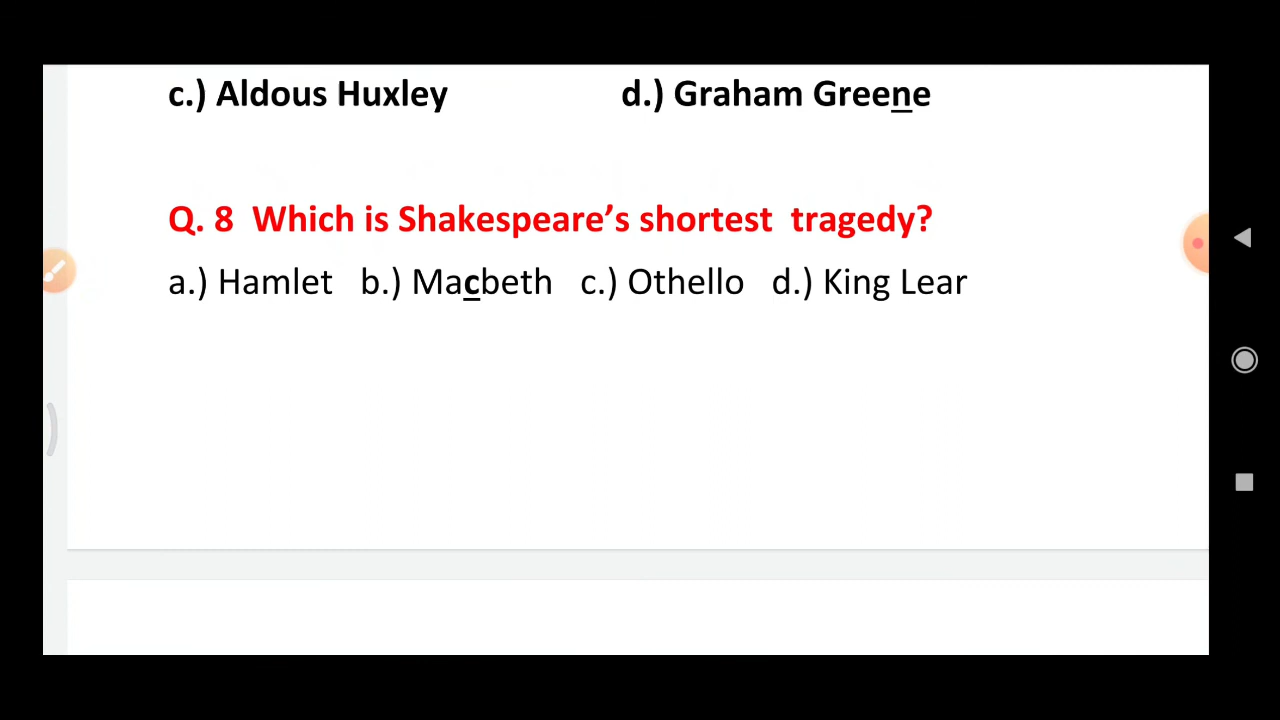 c.) Aldous Huxley d.) Graham Greene
Q. 8 Which is Shakespeare’s shortest tragedy?
a.) Hamlet b.) Macbeth c.) Othello d.) King Lear